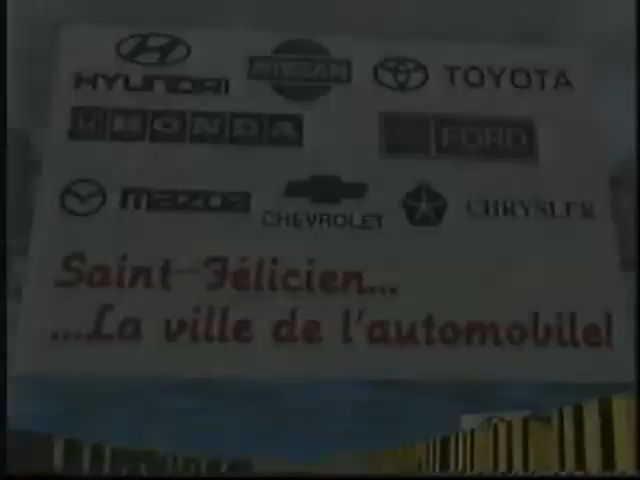 HYUNDAI NISSAN TOYOTA
HONDA FORD
mazda CHEVROLET CHRYSLER
Saint-Félicien...
...La ville de l'automobile!